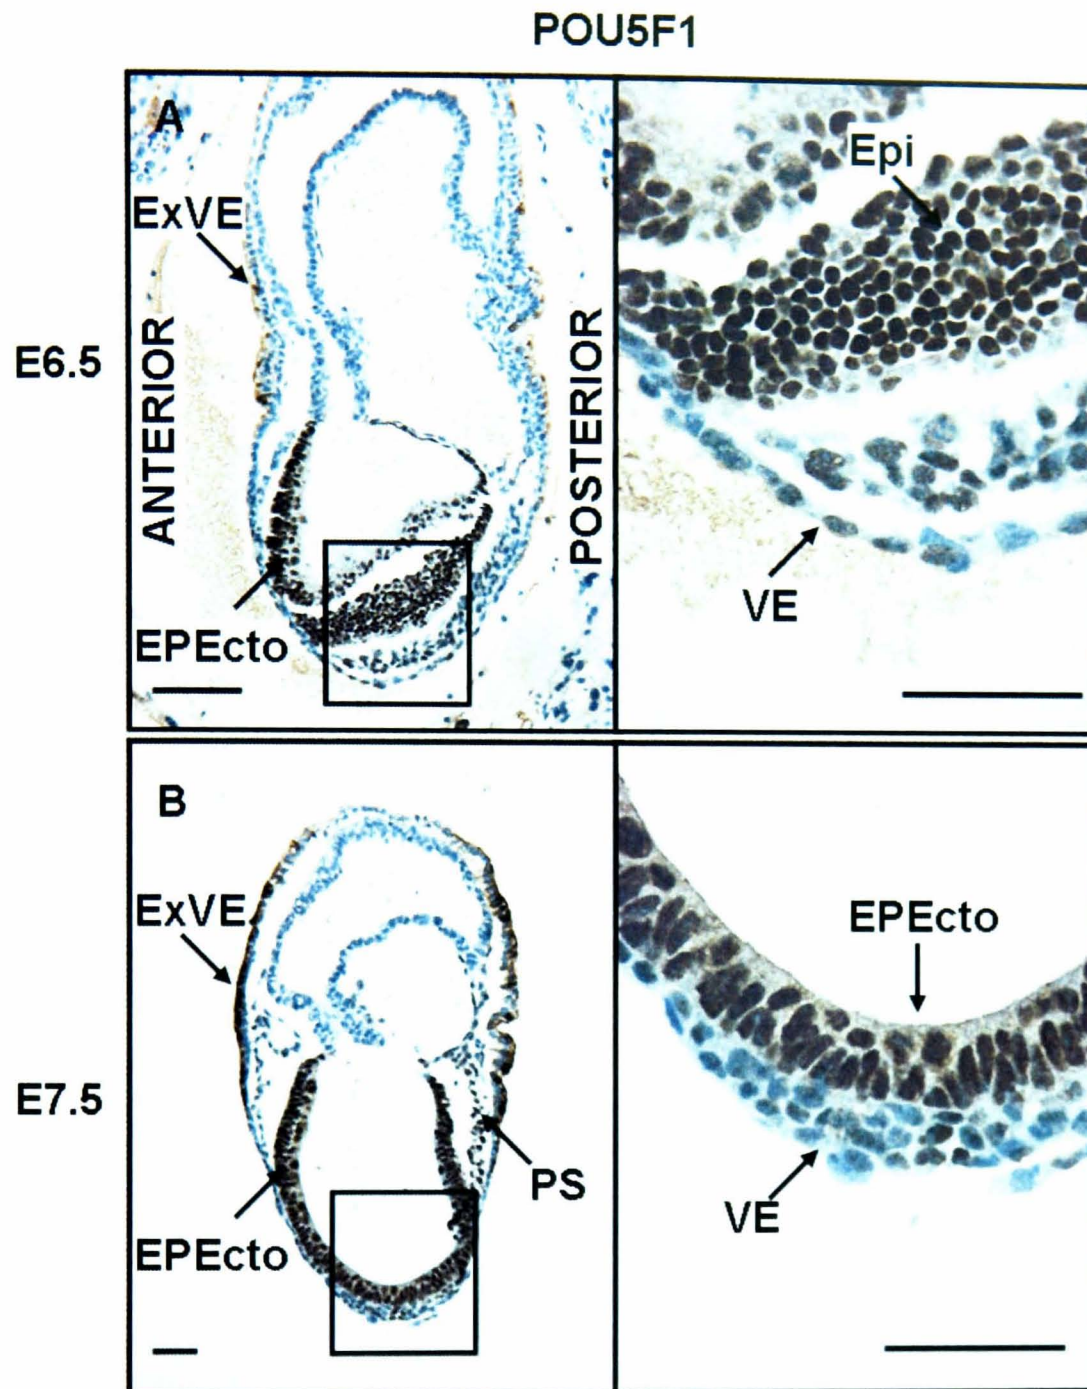 POU5F1
A
ExVE
ANTERIOR
POSTERIOR
EPEcto
E6.5
Epi
VE
B
ExVE
EPEcto
PS
E7.5
EPEcto
VE